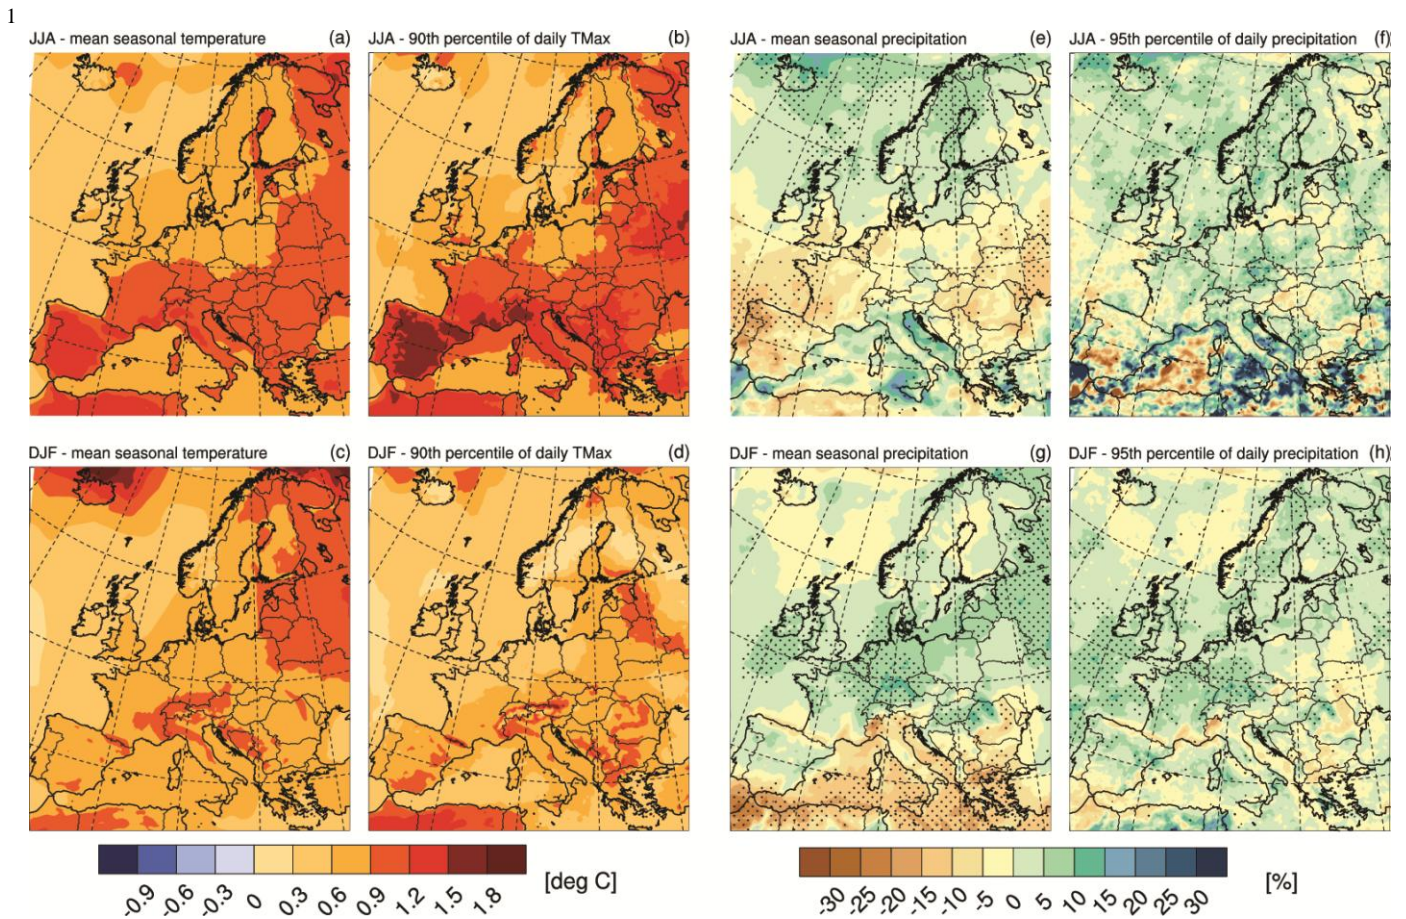 1
JJA - mean seasonal temperature (a)
JJA - 90th percentile of daily TMax (b)
JJA - mean seasonal precipitation (e)
JJA - 95th percentile of daily precipitation (f)
DJF - mean seasonal temperature (c)
DJF - 90th percentile of daily TMax (d)
DJF - mean seasonal precipitation (g)
DJF - 95th percentile of daily precipitation (h)
-0.9 -0.6 -0.3 0 0.3 0.6 0.9 1.2 1.5 1.8 [deg C]
-30 -25 -20 -15 -10 -5 0 5 10 15 20 25 30 [%]